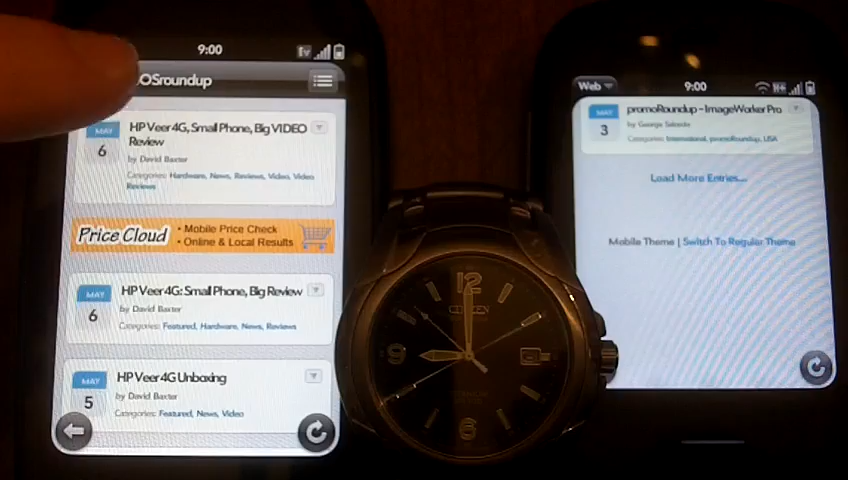 9:00
OSroundup
MAY
6
HP Veer 4G, Small Phone, Big VIDEO
Review
by David Baxter
Categories: Hardware, News, Reviews, Video, Video
Reviews
Price Cloud
• Mobile Price Check
• Online & Local Results
MAY
6
HP Veer 4G: Small Phone, Big Review
by David Baxter
Categories: Featured, Hardware, News, Reviews
MAY
5
HP Veer 4G Unboxing
by David Baxter
Categories: Featured, News, Video
12
CITIZEN
9
6
Web
9:00
MAY
3
promoRoundup - ImageWorker Pro
by George
Categories: International, promoRoundup, USA
Load More Entries...
Mobile Theme | Switch To Regular Theme